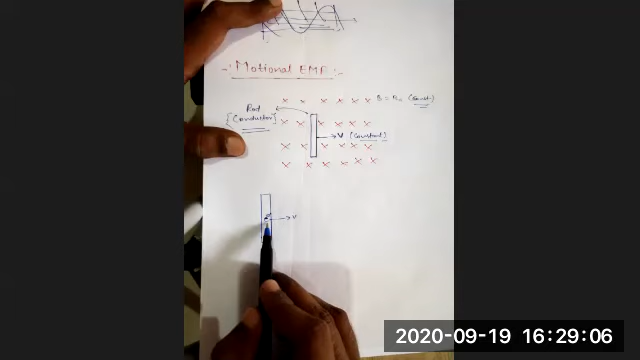 -: Motional EMF :-
Rod
{Conductor}
B = B₀ (Const.)
→ V (Constant)
→ V
2020-09-19 16:29:06